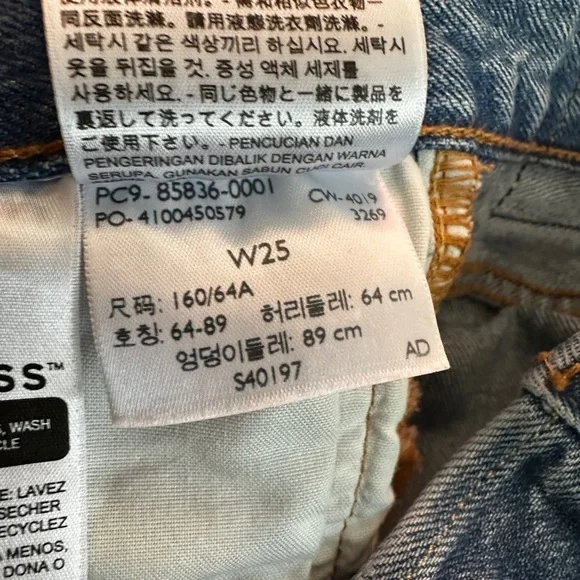 同反面洗滌。請用液態洗衣劑洗滌.
- 세탁시 같은 색상끼리 하십시오. 세탁시
옷을 뒤집을 것. 중성 액체 세제를
사용하세요. - 同じ色物と一緒に製品を
裏返して洗ってください。液体洗剤を
ご使用下さい。- PENCUCIAN DAN
PENGERINGAN DIBALIK DENGAN WARNA
SERUPA. GUNAKAN SABUN CUCI CAIR.
PC9- 85836-0001 CW-4019
PO- 4100450579 3269
W25
尺码: 160/64A 허리둘레: 64 cm
호칭: 64-89 엉덩이둘레: 89 cm
S40197 AD
SS™
, WASH
CLE
E: LAVEZ
SECHER
ECYCLEZ
A MENOS,
DONA O